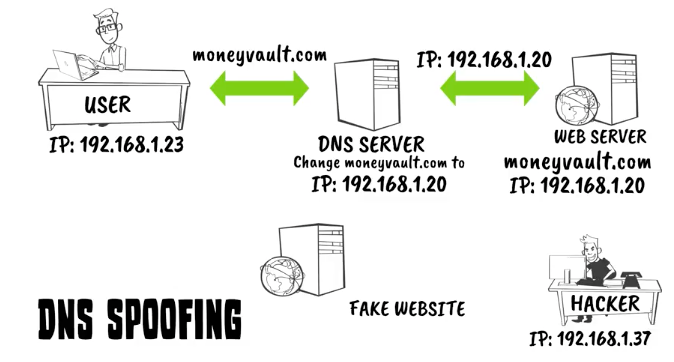 moneyvault.com
IP: 192.168.1.20
USER
IP: 192.168.1.23
DNS SERVER
Change moneyvault.com to
IP: 192.168.1.20
WEB SERVER
moneyvault.com
IP: 192.168.1.20
FAKE WEBSITE
DNS SPOOFING
HACKER
IP: 192.168.1.37